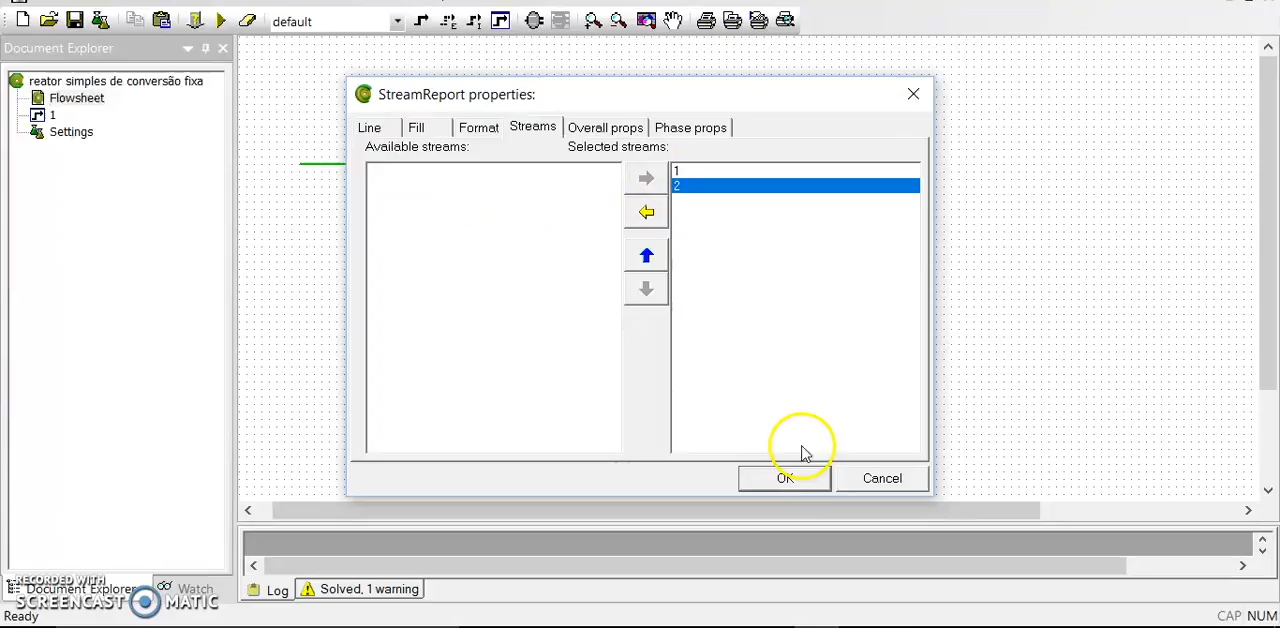 default
Document Explorer
reator simples de conversão fixa
Flowsheet
1
Settings
StreamReport properties:
Line Fill Format Streams Overall props Phase props
Available streams: Selected streams:
1
2
OK Cancel
Document Explorer Watch
Log Solved, 1 warning
RECORDED WITH
SCREENCAST MATIC
Ready CAP NUM